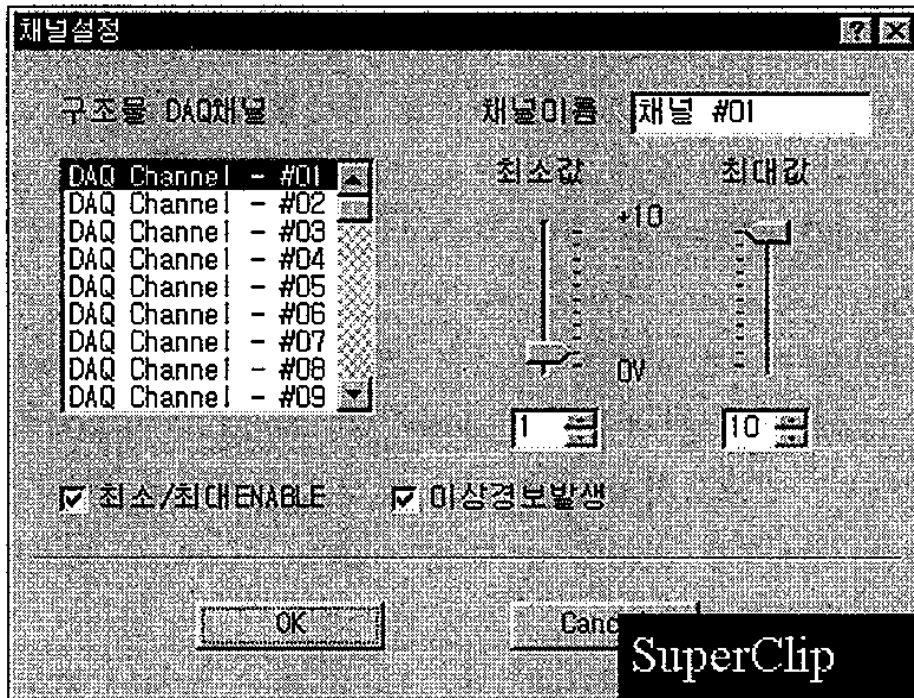 채널설정
구조물 DAQ채널
채널이름
채널 #01
DAQ Channel - #01
DAQ Channel - #02
DAQ Channel - #03
DAQ Channel - #04
DAQ Channel - #05
DAQ Channel - #06
DAQ Channel - #07
DAQ Channel - #08
DAQ Channel - #09
최소값
최대값
+10
0V
1
10
최소/최대ENABLE
이상경보발생
OK
Canc
SuperClip